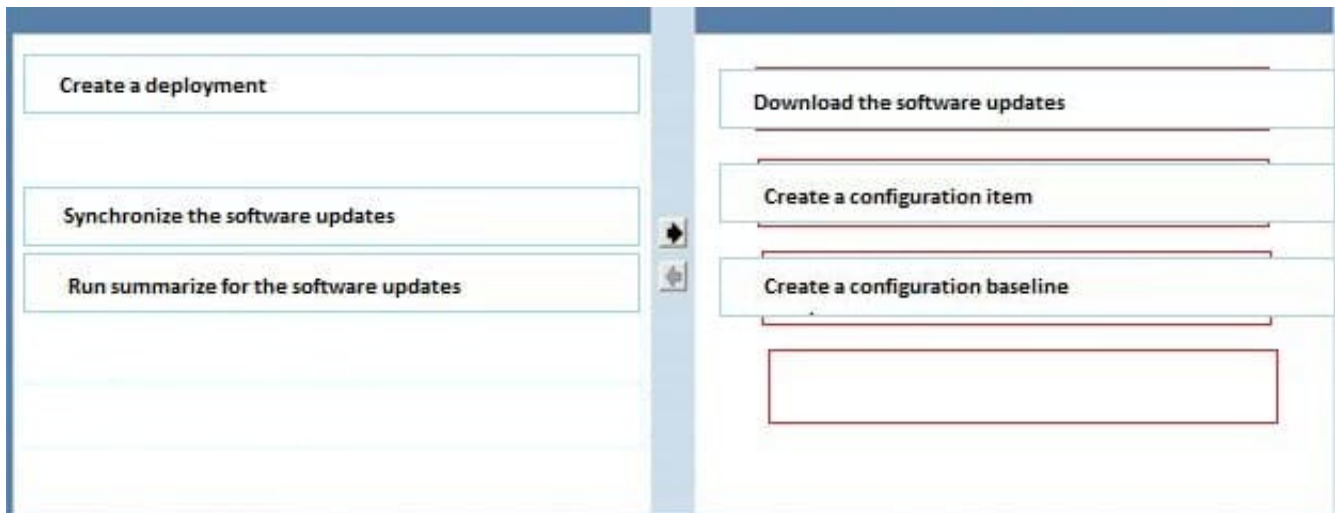 Create a deployment
Synchronize the software updates
Run summarize for the software updates
Download the software updates
Create a configuration item
Create a configuration baseline